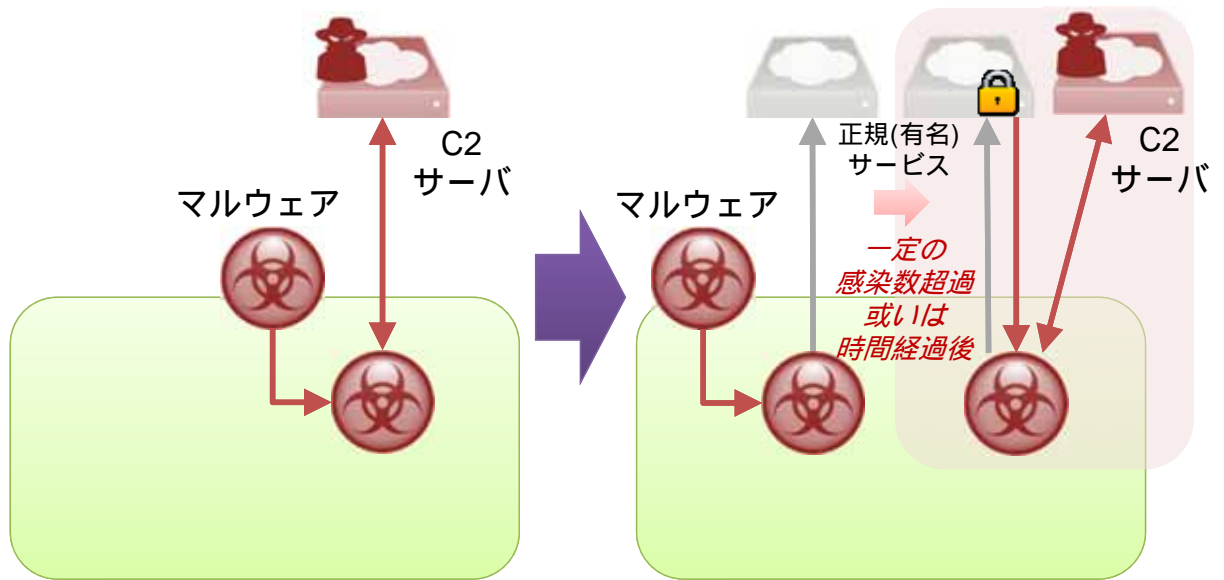 C2
サーバ
マルウェア
正規(有名)
サービス
C2
サーバ
マルウェア
一定の
感染数超過
或いは
時間経過後